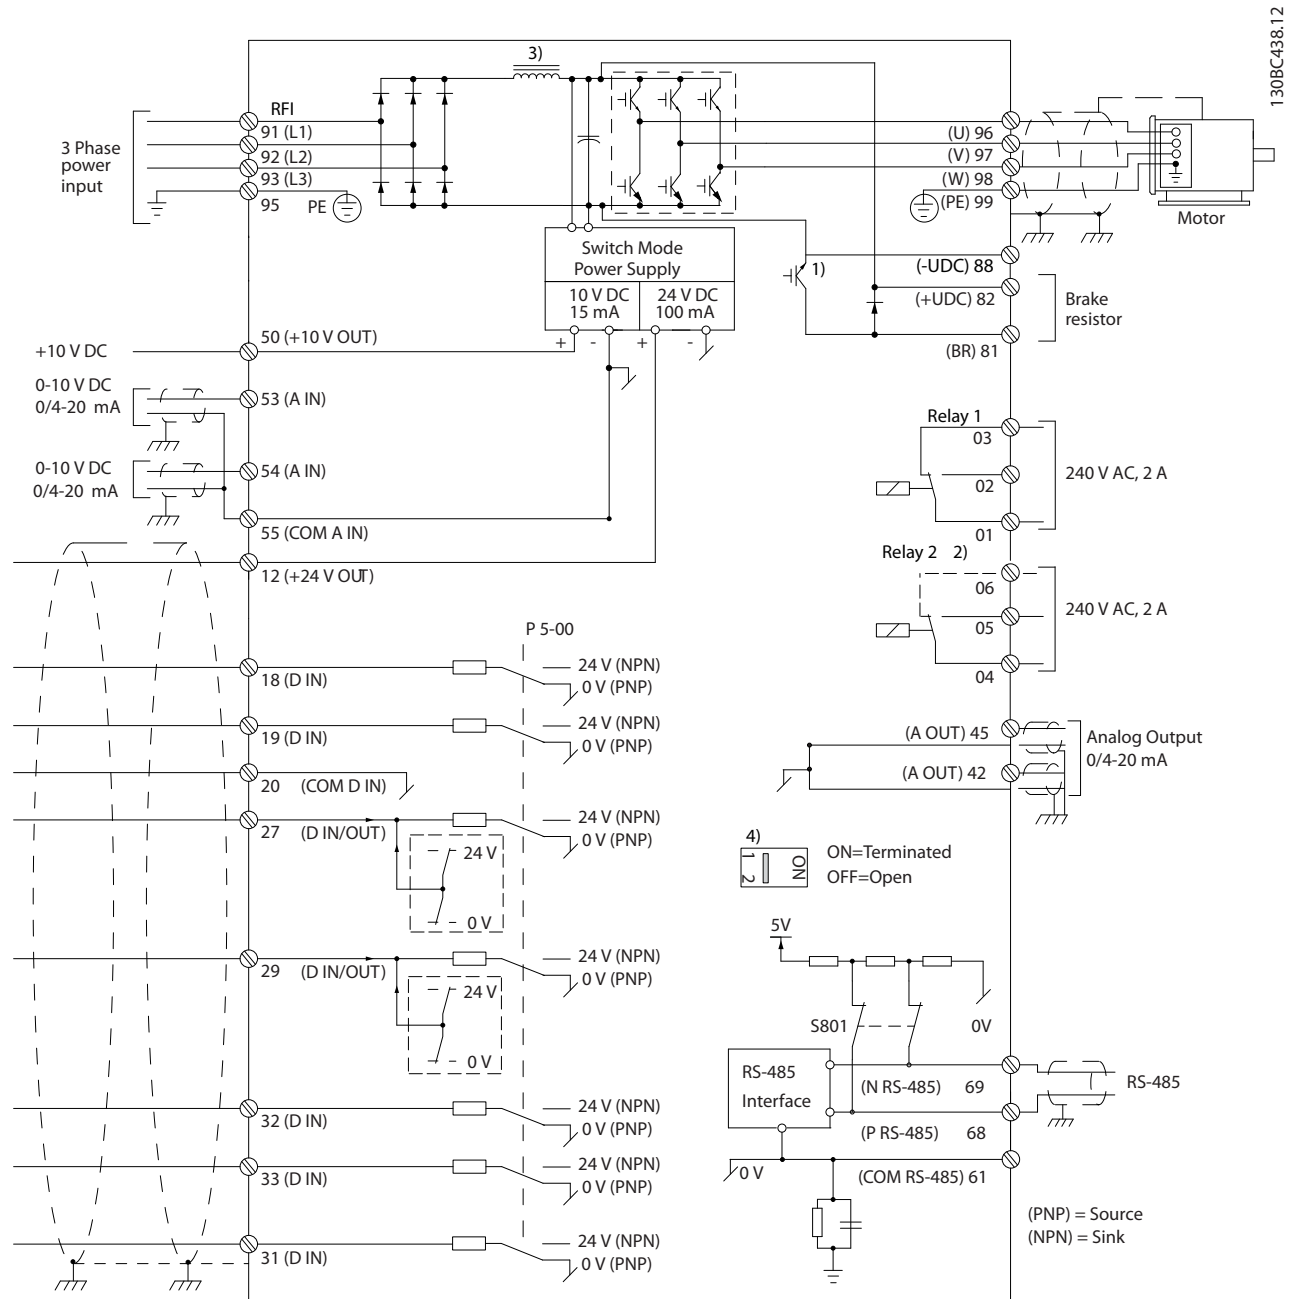 130BC438.12
3)
RFI
3 Phase
power
input
91 (L1)
92 (L2)
93 (L3)
95
PE
(U) 96
(V) 97
(W) 98
(PE) 99
Motor
Switch Mode
Power Supply
10 V DC
15 mA
24 V DC
100 mA
+ - + -
1)
(-UDC) 88
(+UDC) 82
(BR) 81
Brake
resistor
+10 V DC
50 (+10 V OUT)
0-10 V DC
0/4-20 mA
53 (A IN)
0-10 V DC
0/4-20 mA
54 (A IN)
55 (COM A IN)
12 (+24 V OUT)
Relay 1
03
02
01
240 V AC, 2 A
Relay 2 2)
06
05
04
240 V AC, 2 A
P 5-00
18 (D IN)
24 V (NPN)
0 V (PNP)
19 (D IN)
24 V (NPN)
0 V (PNP)
20 (COM D IN)
27 (D IN/OUT)
24 V (NPN)
0 V (PNP)
24 V
0 V
29 (D IN/OUT)
24 V (NPN)
0 V (PNP)
24 V
0 V
32 (D IN)
24 V (NPN)
0 V (PNP)
33 (D IN)
24 V (NPN)
0 V (PNP)
31 (D IN)
24 V (NPN)
0 V (PNP)
(A OUT) 45
(A OUT) 42
Analog Output
0/4-20 mA
4)
1 2
ON
ON=Terminated
OFF=Open
5V
S801
0V
RS-485
Interface
(N RS-485) 69
(P RS-485) 68
RS-485
0 V
(COM RS-485) 61
(PNP) = Source
(NPN) = Sink